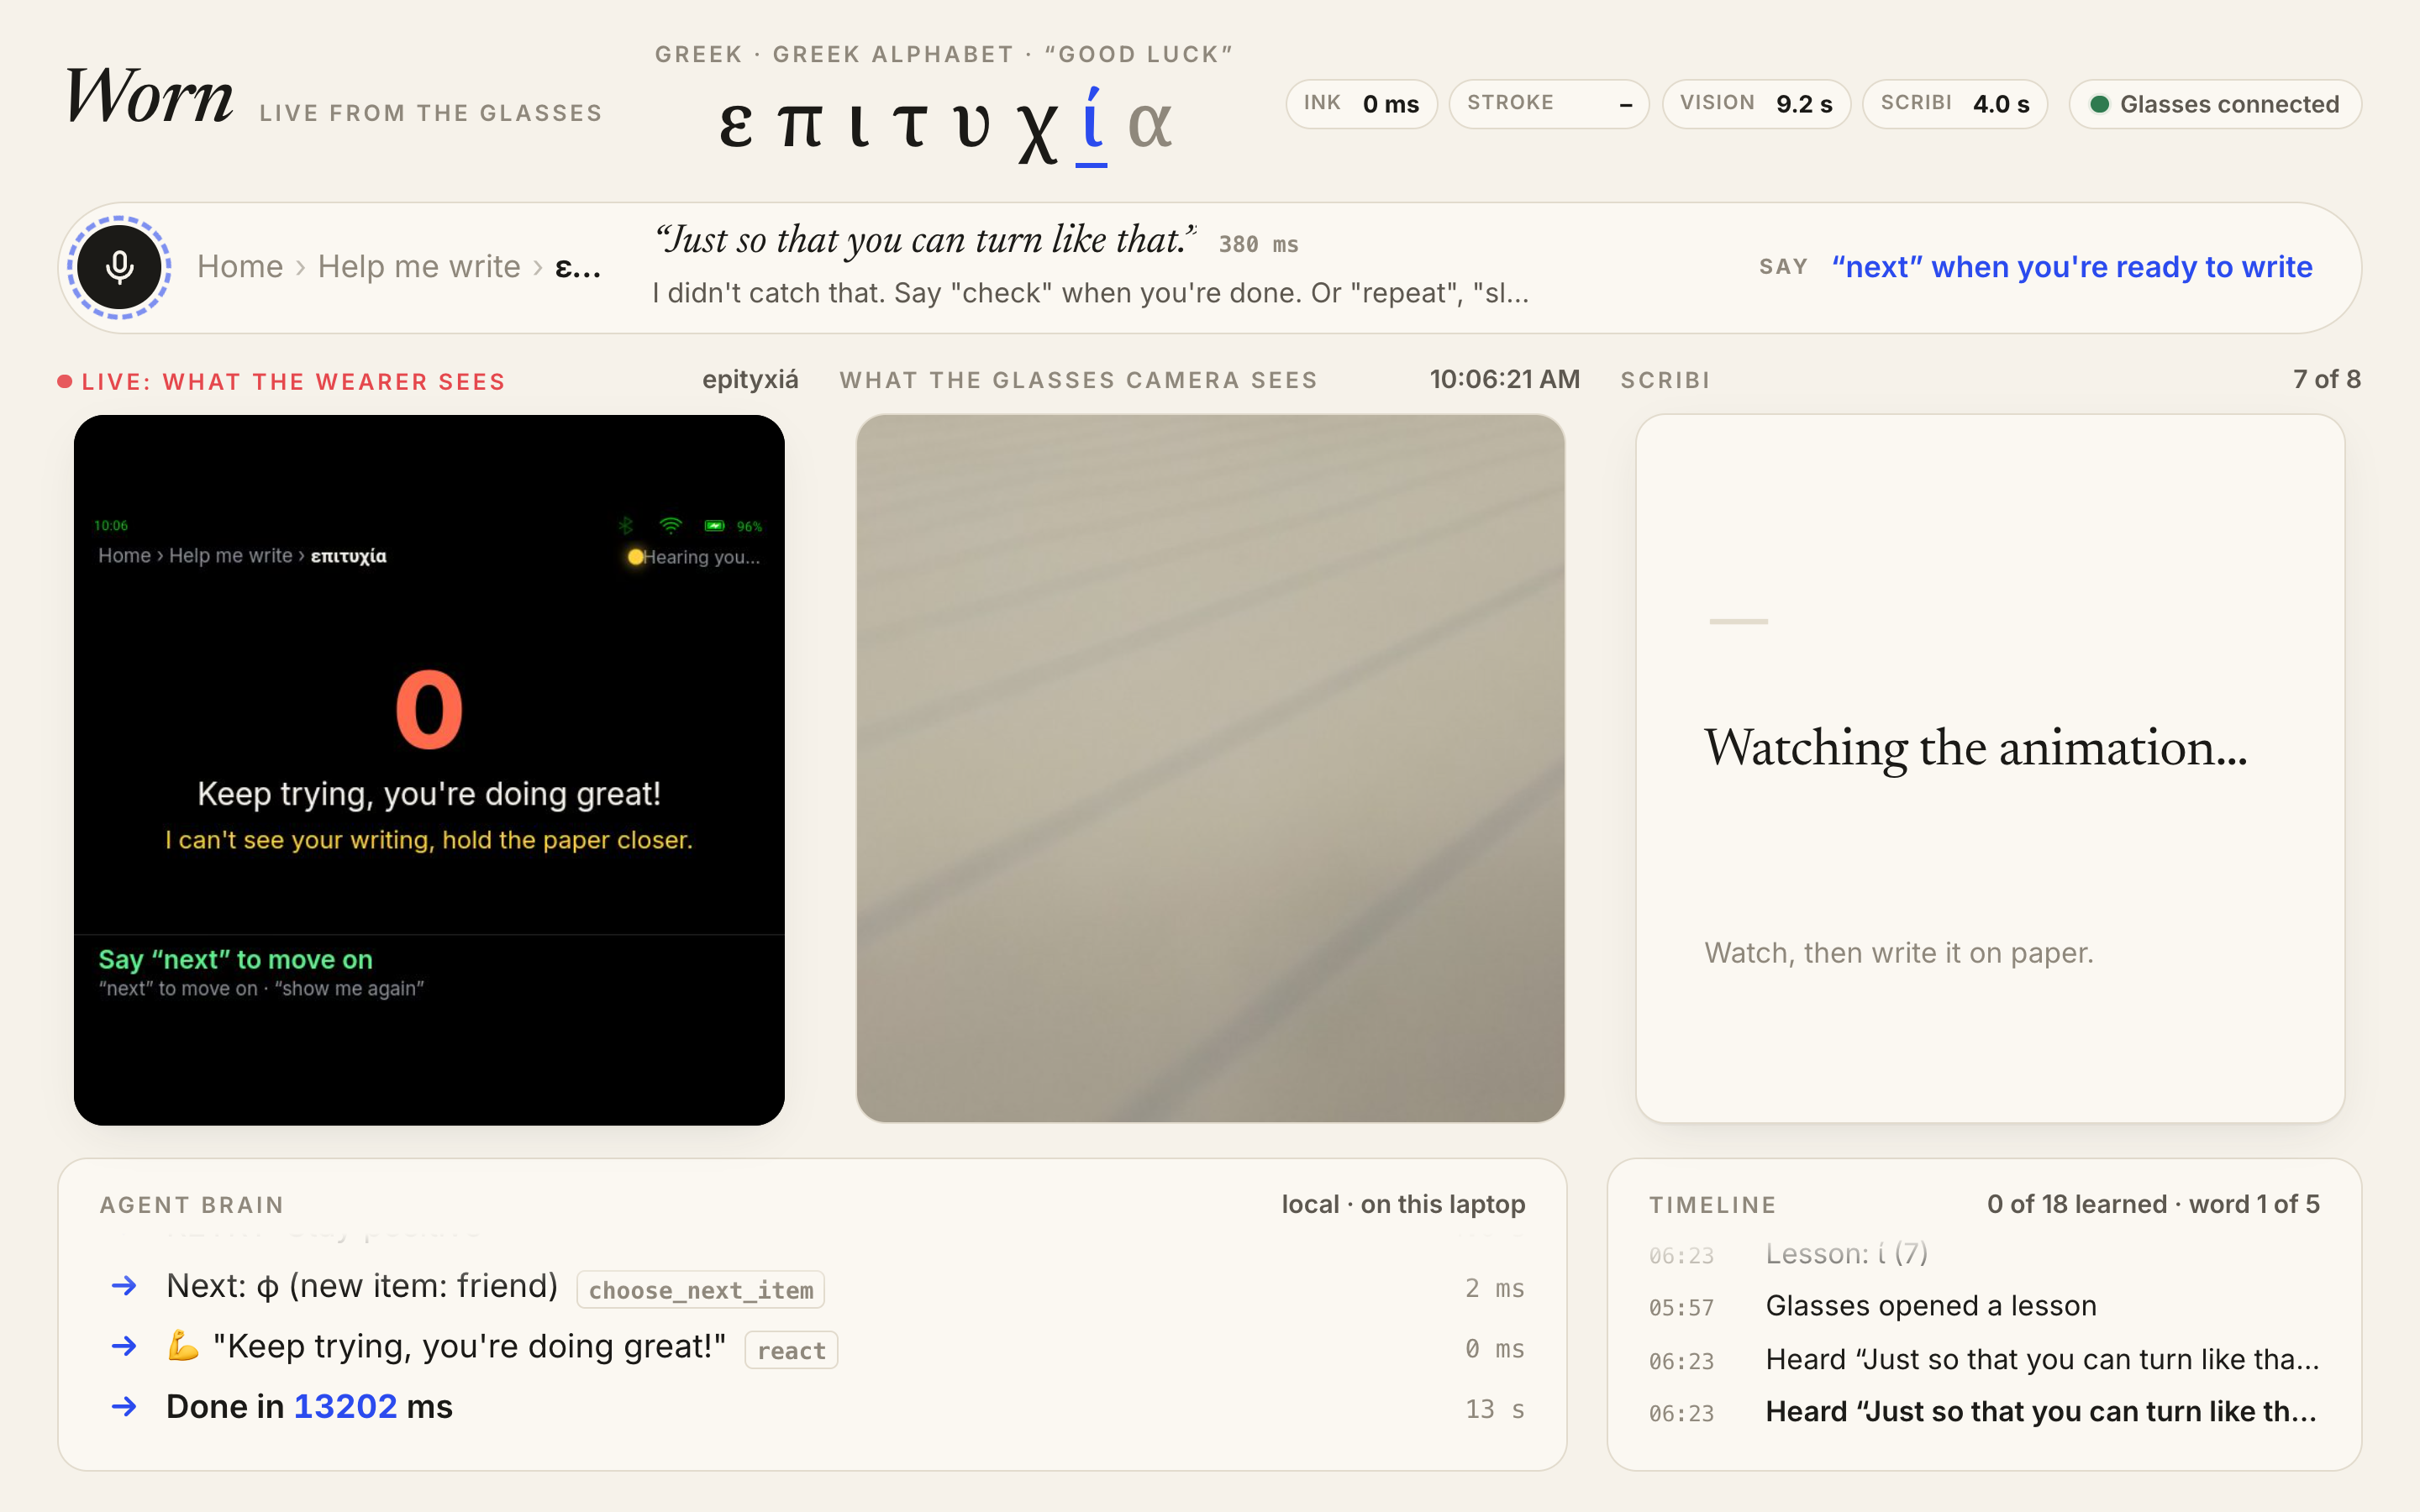 Worn LIVE FROM THE GLASSES
GREEK · GREEK ALPHABET · “GOOD LUCK”
επιτυχία
INK 0 ms
STROKE –
VISION 9.2 s
SCRIBI 4.0 s
Glasses connected
Home › Help me write › ε...
“Just so that you can turn like that.” 380 ms
I didn't catch that. Say "check" when you're done. Or "repeat", "sl...
SAY “next” when you're ready to write
LIVE: WHAT THE WEARER SEES epityxiá
10:06 96%
Home › Help me write › επιτυχία Hearing you...
0
Keep trying, you're doing great!
I can't see your writing, hold the paper closer.
Say “next” to move on
“next” to move on · “show me again”
WHAT THE GLASSES CAMERA SEES 10:06:21 AM
SCRIBI 7 of 8
Watching the animation...
Watch, then write it on paper.
AGENT BRAIN local · on this laptop
→ Next: φ (new item: friend) choose_next_item 2 ms
→ 💪 "Keep trying, you're doing great!" react 0 ms
→ Done in 13202 ms 13 s
TIMELINE 0 of 18 learned · word 1 of 5
06:23 Lesson: ί (7)
05:57 Glasses opened a lesson
06:23 Heard “Just so that you can turn like tha...
06:23 Heard “Just so that you can turn like th...